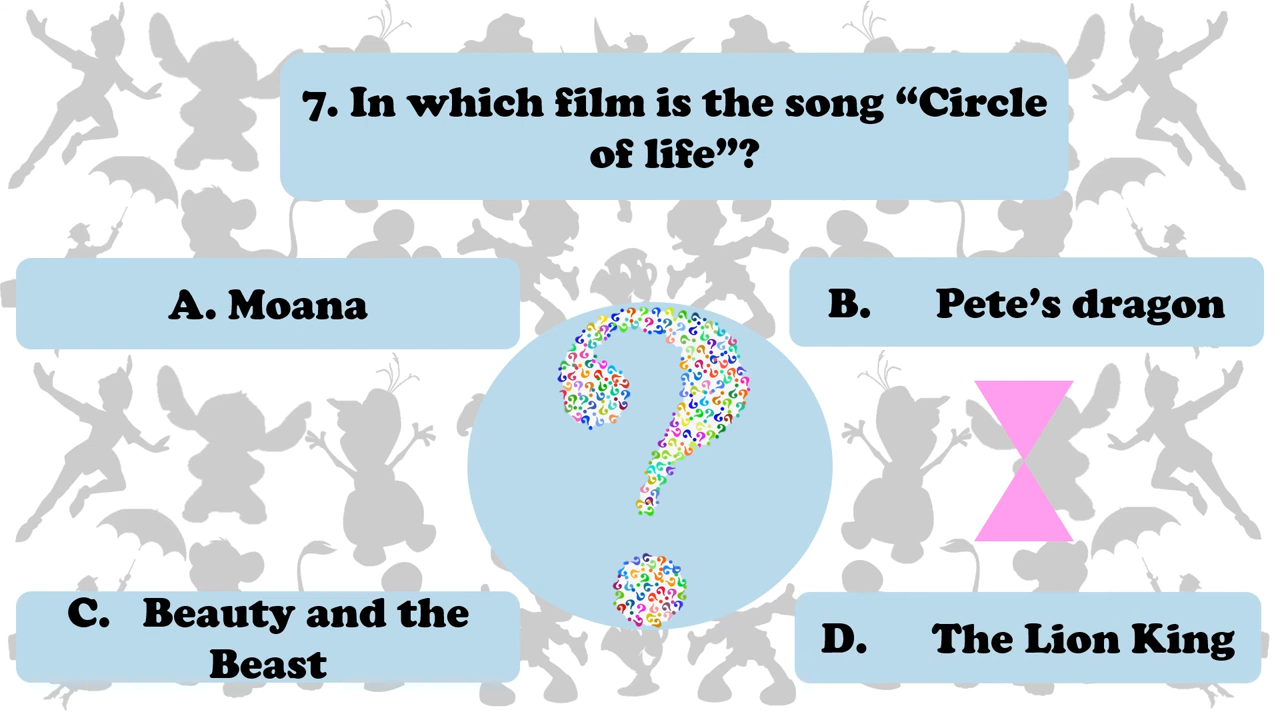 7. In which film is the song “Circle
of life”?
A. Moana
B. Pete’s dragon
C. Beauty and the
Beast
D. The Lion King